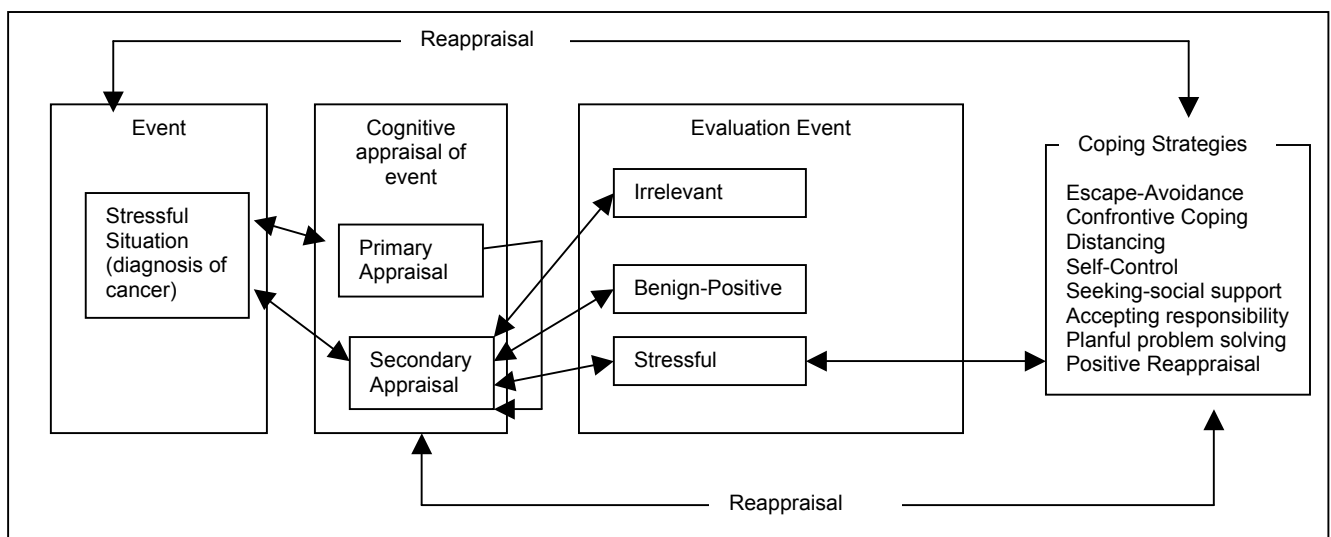 Reappraisal
Event
Stressful
Situation
(diagnosis of
cancer)
Cognitive
appraisal of
event
Primary
Appraisal
Secondary
Appraisal
Evaluation Event
Irrelevant
Benign-Positive
Stressful
Coping Strategies
Escape-Avoidance
Confrontive Coping
Distancing
Self-Control
Seeking-social support
Accepting responsibility
Planful problem solving
Positive Reappraisal
Reappraisal